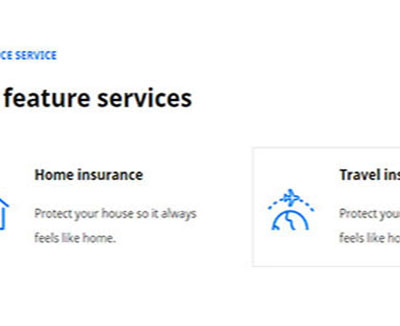 CE SERVICE
feature services
Home insurance
Protect your house so it always
feels like home.
Travel ins
Protect you
feels like ho